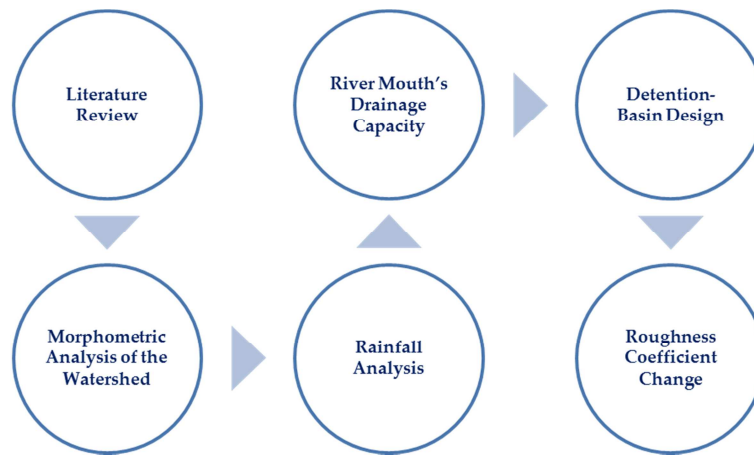 Literature
Review
Morphometric
Analysis of the
Watershed
Rainfall
Analysis
River Mouth's
Drainage
Capacity
Detention-
Basin Design
Roughness
Coefficient
Change